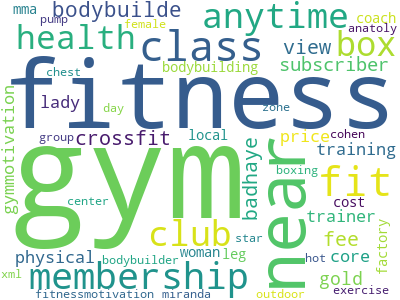 mma pump female coach
bodybuilde anytime anatoly
health class box
chest bodybuilding view subscriber
fitness
lady day zone
gymmotivation group crossfit local price cohen
gym near badhaye training
boxing fit
center club trainer cost
woman leg fee core factory
physical bodybuilder star gold
xml membership hot exercise
fitnessmotivation miranda outdoor